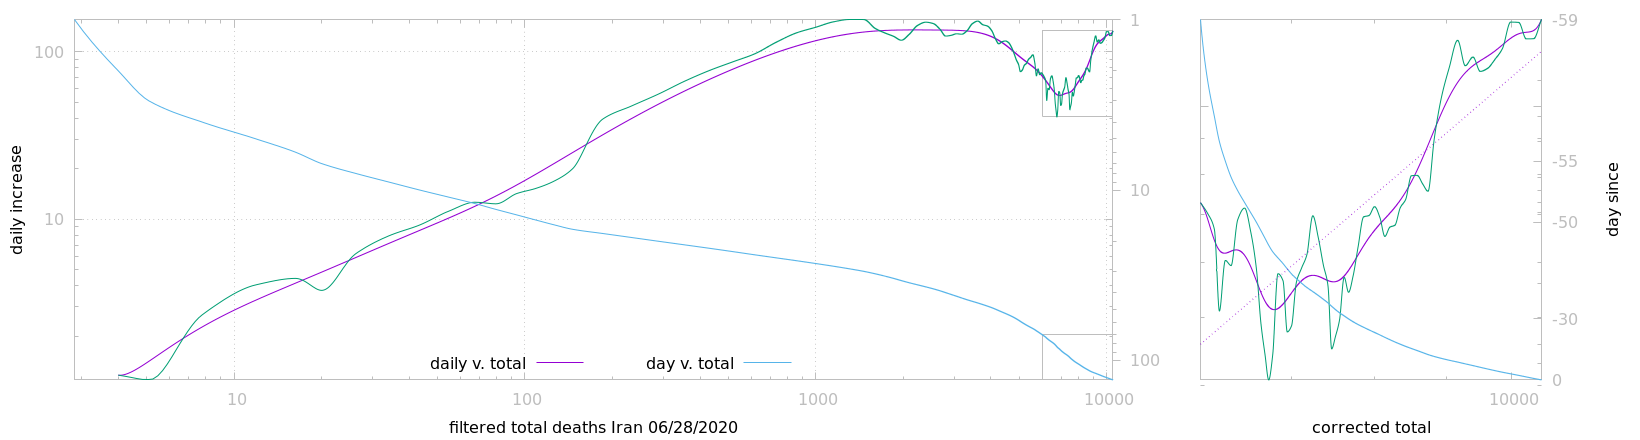 1
-59
100
daily increase
-55
10
-50
day since
10
-30
daily v. total
day v. total
100
0
10
100
1000
10000
10000
filtered total deaths Iran 06/28/2020
corrected total